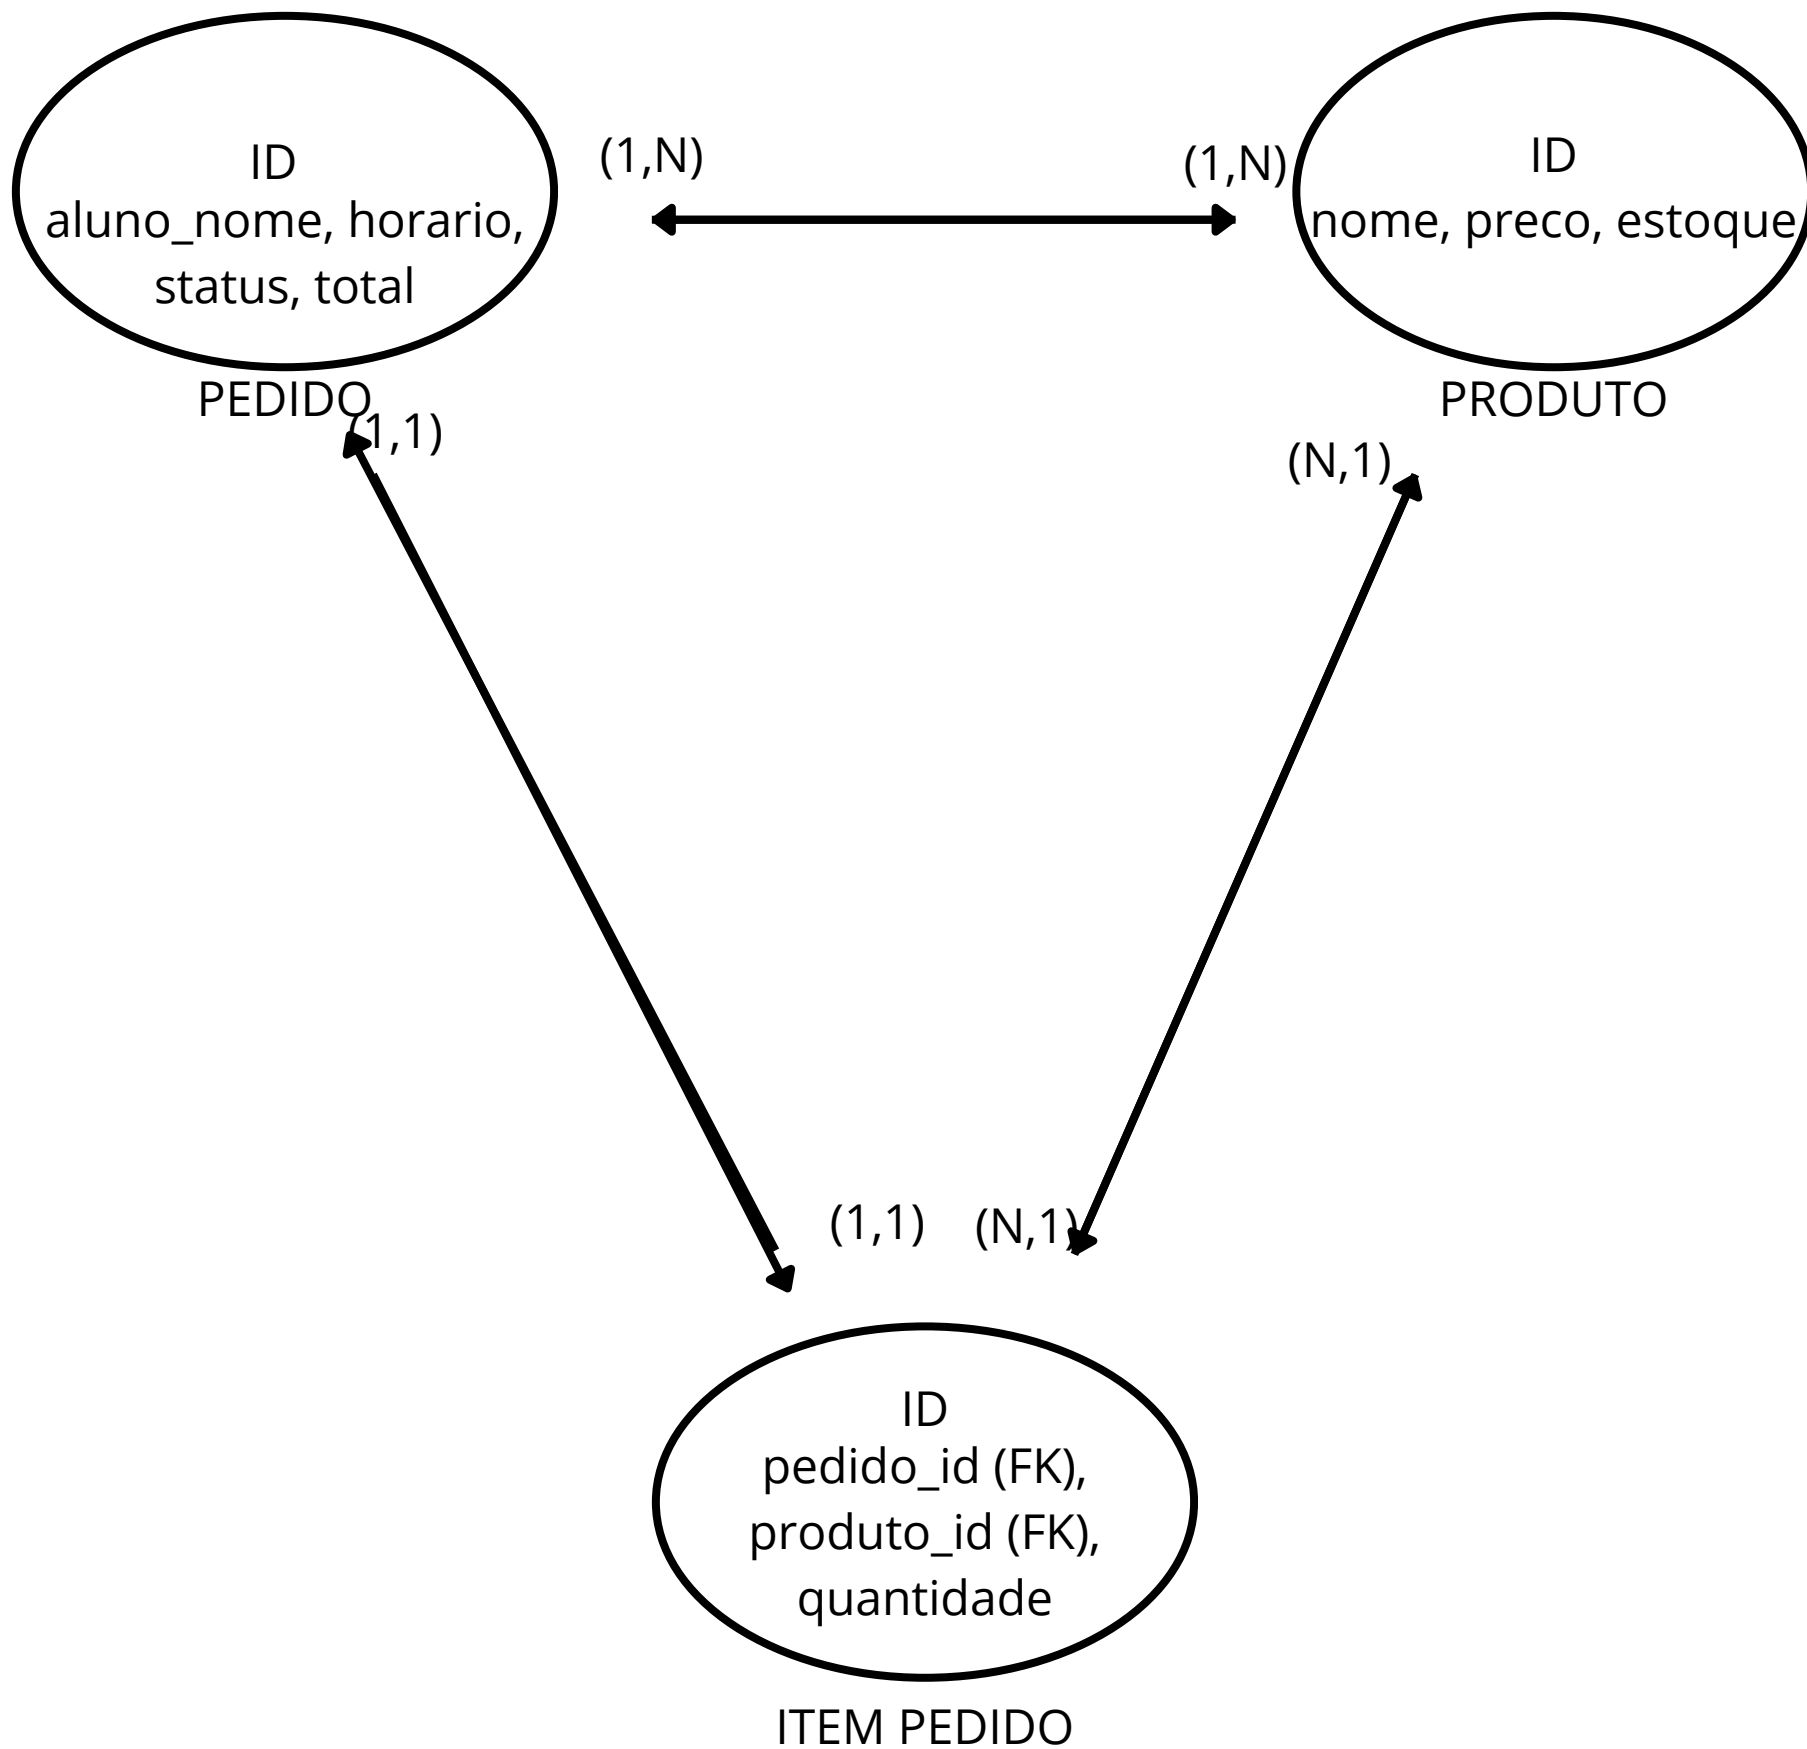 ID
aluno_nome, horario,
status, total
PEDIDO
(1,N)
(1,N)
ID
nome, preco, estoque
PRODUTO
(1,1)
(N,1)
(1,1)
(N,1)
ID
pedido_id (FK),
produto_id (FK),
quantidade
ITEM PEDIDO